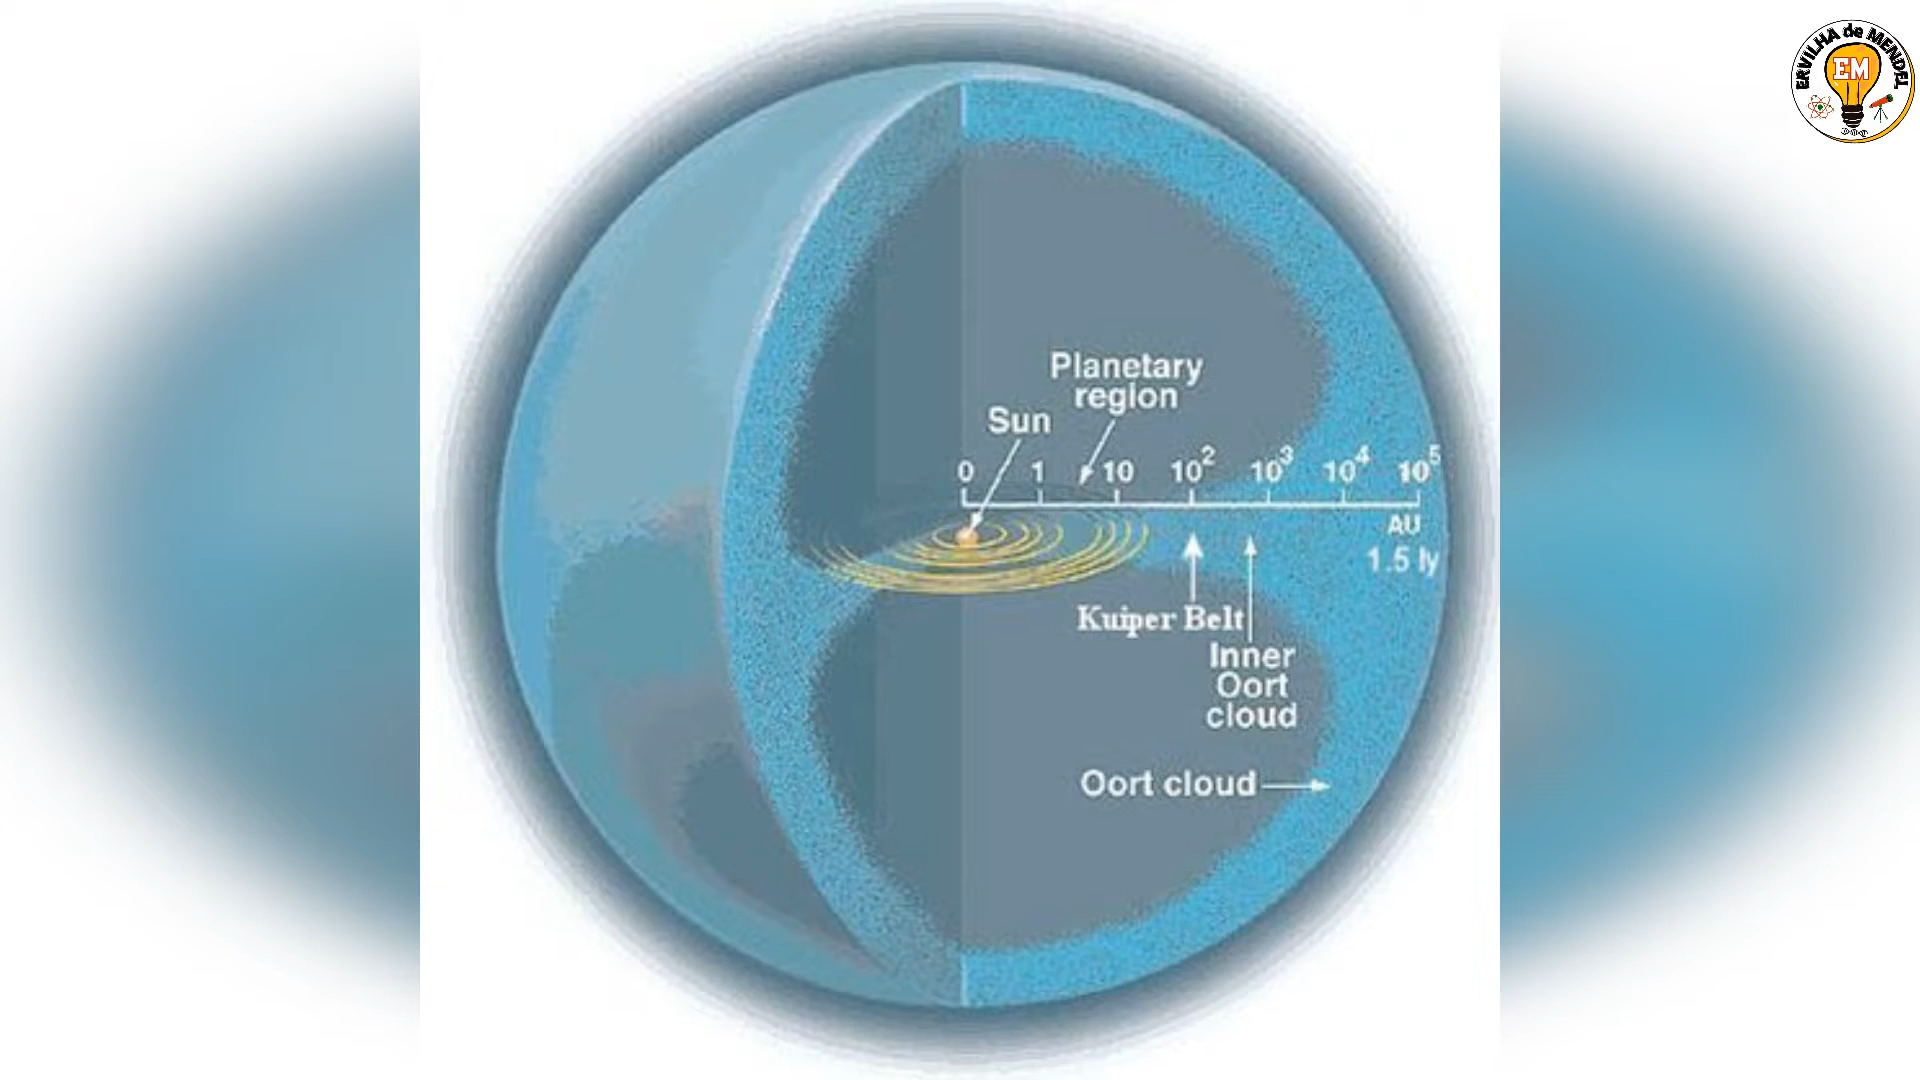 ERVILHA de MENDEL
EM
Planetary
region
Sun
0 1 10 10² 10³ 10⁴ 10⁵
AU
1.5 ly
Kuiper Belt
Inner
Oort
cloud
Oort cloud